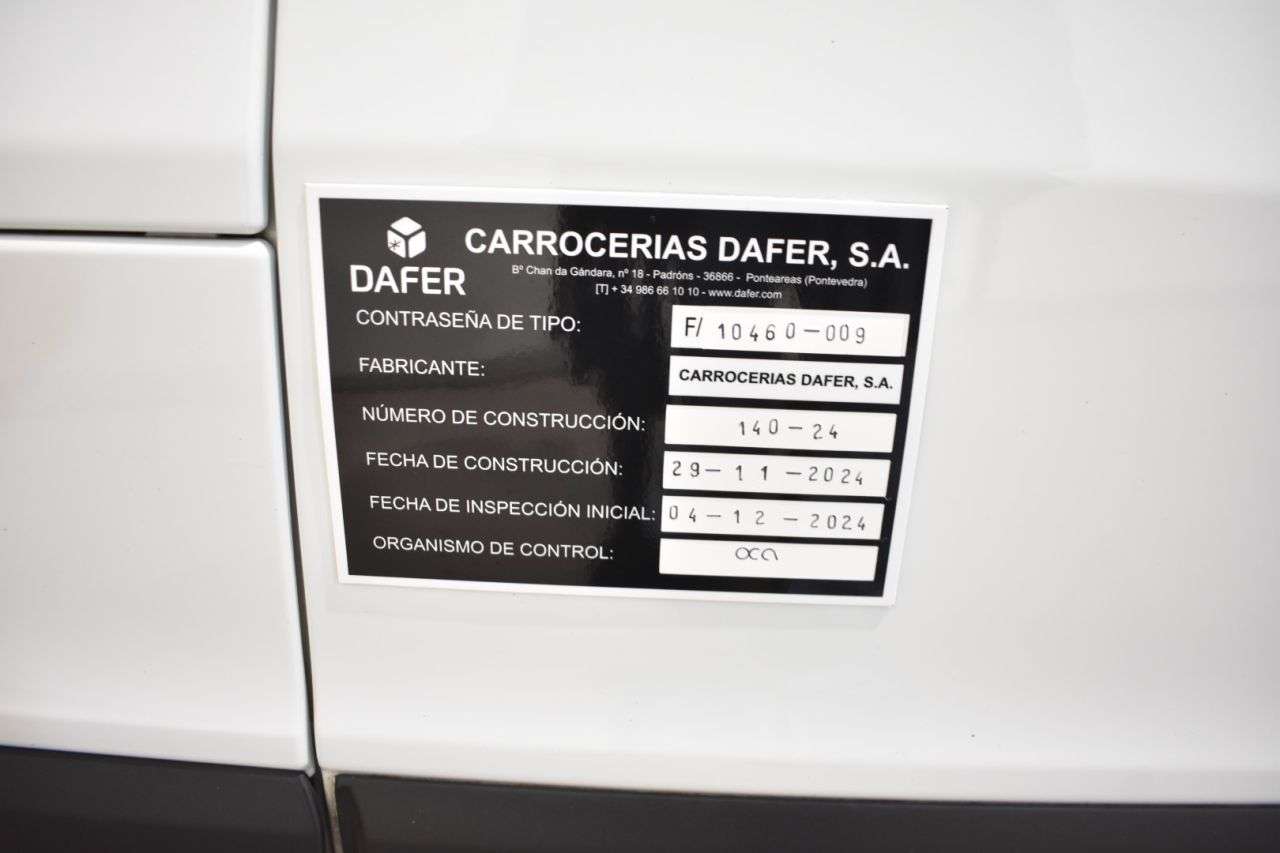 DAFER
CARROCERIAS DAFER, S.A.
Bº Chan da Gándara, nº 18 - Padróns - 36866 - Ponteareas (Pontevedra)
[T] + 34 986 66 10 10 - www.dafer.com
CONTRASEÑA DE TIPO: F/ 10460-009
FABRICANTE: CARROCERIAS DAFER, S.A.
NÚMERO DE CONSTRUCCIÓN: 140-24
FECHA DE CONSTRUCCIÓN: 29-11-2024
FECHA DE INSPECCIÓN INICIAL: 04-12-2024
ORGANISMO DE CONTROL: oca